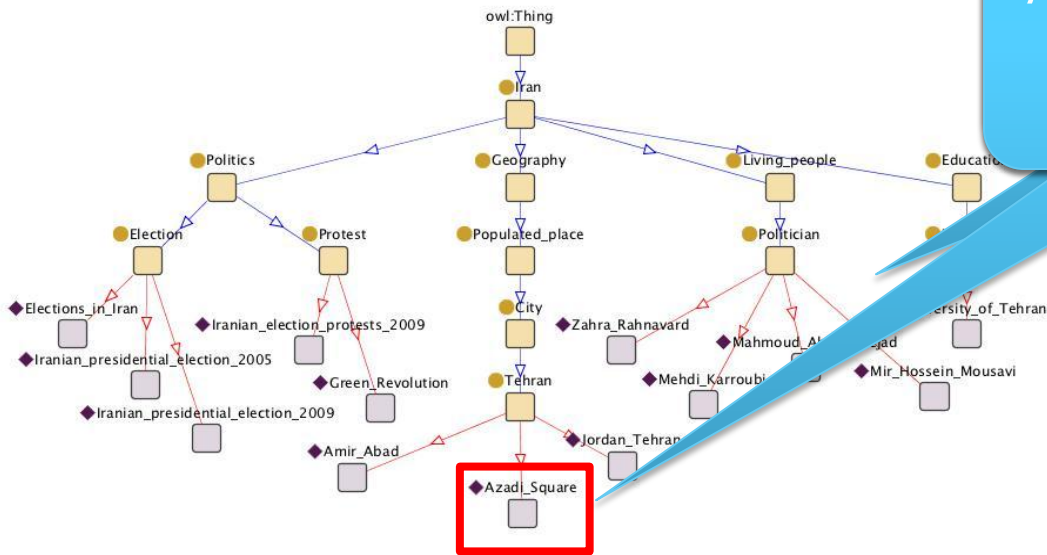 owl:Thing
Iran
Politics
Geography
Living_people
Election
Protest
Populated_place
Politician
Elections_in_Iran
Iranian_election_protests_2009
City
Zahra_Rahnavard
Iranian_presidential_election_2005
Green_Revolution
Tehran
Mehdi_Karroubi
Mir_Hossein_Mousavi
Iranian_presidential_election_2009
Amir_Abad
Jordan_Tehran
Azadi_Square